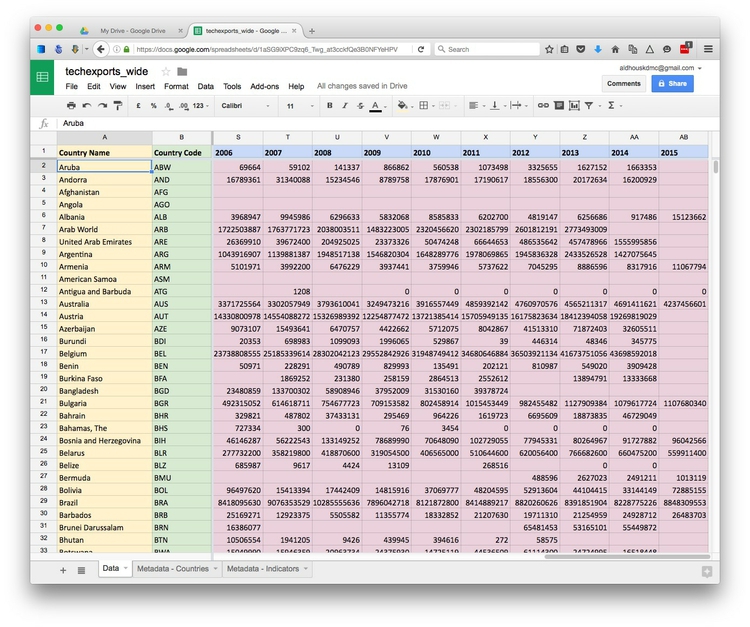 My Drive - Google Drive × techexports_wide - Google ... × +
https://docs.google.com/spreadsheets/d/1aSG9XPC9zq6_Twg_at3cckfQe3B0NFYeHPV Search
techexports_wide aldhouskdmc@gmail.com
File Edit View Insert Format Data Tools Add-ons Help All changes saved in Drive Comments Share
£ % .0 .00 123 Calibri 11 B I S A Σ
fx Aruba
A B S T U V W X Y Z AA AB
1 Country Name Country Code 2006 2007 2008 2009 2010 2011 2012 2013 2014 2015
2 Aruba ABW 69664 59102 141337 866862 560538 1073498 3325655 1627152 1663353
3 Andorra AND 16789361 31340088 15234546 8789758 17876901 17190617 18556300 20172634 16200929
4 Afghanistan AFG
5 Angola AGO
6 Albania ALB 3968947 9945986 6296633 5832068 8585833 6202700 4819147 6256686 917486 15123662
7 Arab World ARB 1722503887 1763771723 2038003511 1483223005 2320456620 2302185799 2601812191 2773493009
8 United Arab Emirates ARE 26369910 39672400 204925025 23373326 50474248 66644653 486535642 457478966 1555995856
9 Argentina ARG 1043916907 1139881387 1948517138 1546820304 1648289776 1978069865 1945836328 2433526528 1427075645
10 Armenia ARM 5101971 3992200 6476229 3937441 3759946 5737622 7045295 8886596 8317916 11067794
11 American Samoa ASM
12 Antigua and Barbuda ATG 1208 0 0 0 0 0 0
13 Australia AUS 3371725564 3302057949 3793610041 3249473216 3916557449 4859392142 4760970576 4565211317 4691411621 4237456601
14 Austria AUT 14330800978 14554088272 15326989392 12254877472 13721385414 15705949135 16175823634 18412394058 19269819029
15 Azerbaijan AZE 9073107 15493641 6470757 4422662 5712075 8042867 41513310 71872403 32605511
16 Burundi BDI 20353 698983 1099093 1996065 529867 39 446314 48346 345775
17 Belgium BEL 23738808555 25185339614 28302042123 29552842926 31948749412 34680646884 36503921134 41673751056 43698592018
18 Benin BEN 50971 228291 490789 829993 135491 202121 810987 549020 3909428
19 Burkina Faso BFA 1869252 231380 258159 2864513 2552612 13894791 13333668
20 Bangladesh BGD 23480859 133700302 58908946 37952009 31530160 39378724
21 Bulgaria BGR 492315052 614618711 754677723 709153582 802458914 1015453449 982455482 1127909384 1079617724 1107680340
22 Bahrain BHR 329821 487802 37433131 295469 964226 1619723 6695609 18873835 46729049
23 Bahamas, The BHS 727334 300 0 76 3454 0 0 0
24 Bosnia and Herzegovina BIH 46146287 56222543 133149252 78689990 70648090 102729055 77945331 80264967 91727882 96042566
25 Belarus BLR 277732200 358219800 418870600 319054500 406565000 510644600 620056400 766682600 660475200 559911400
26 Belize BLZ 685987 9617 4424 13109 268516 0 0
27 Bermuda BMU 488596 2627023 2491211 1013119
28 Bolivia BOL 96497620 15413394 17442409 14815916 37069777 48204595 52913604 44104415 33144149 72885155
29 Brazil BRA 8418095630 9076353529 10285555636 7896042718 8121872800 8414889217 8820260626 8391851904 8228775226 8848309553
30 Barbados BRB 25169271 12923375 5505582 11355774 18332852 21207630 19711310 21254959 24928712 26483703
31 Brunei Darussalam BRN 16386077 65481453 53165101 55449872
32 Bhutan BTN 10506554 1941205 9426 439945 394616 272 58575
33 Botswana BWA
+ Data Metadata - Countries Metadata - Indicators